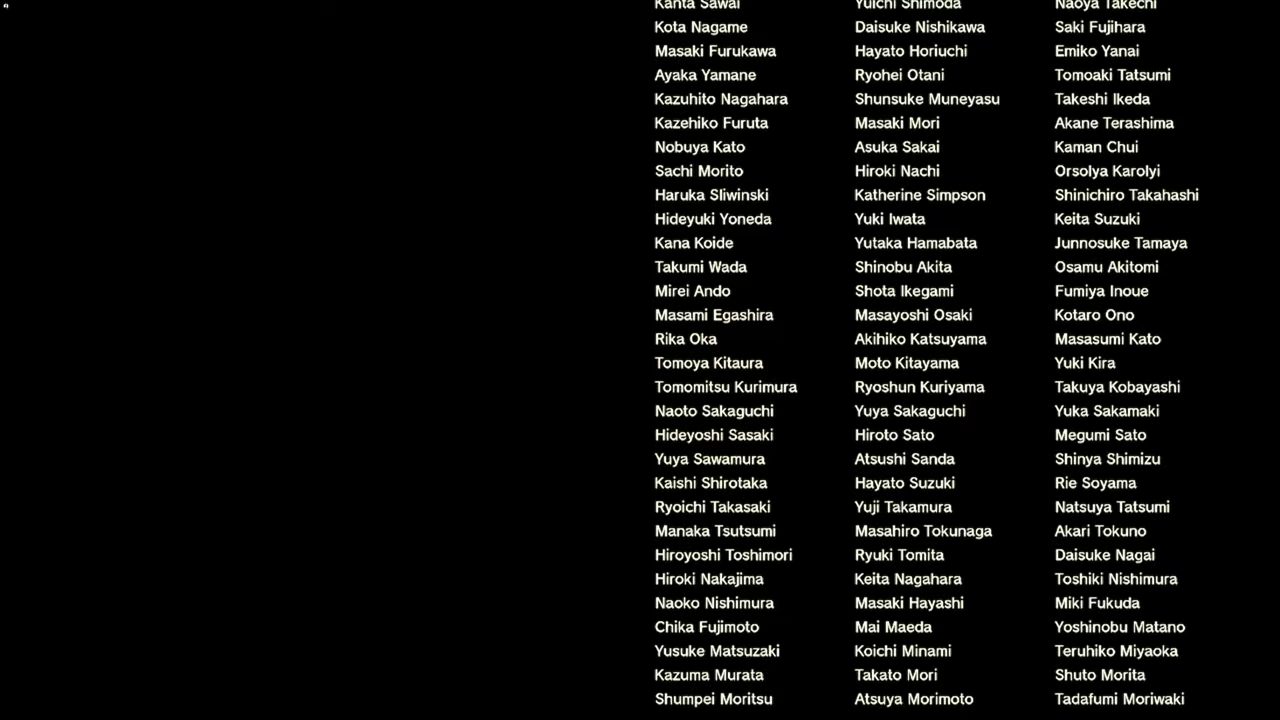 Kanta Sawai Yuichi Shimoda Naoya Takechi
Kota Nagame Daisuke Nishikawa Saki Fujihara
Masaki Furukawa Hayato Horiuchi Emiko Yanai
Ayaka Yamane Ryohei Otani Tomoaki Tatsumi
Kazuhito Nagahara Shunsuke Muneyasu Takeshi Ikeda
Kazehiko Furuta Masaki Mori Akane Terashima
Nobuya Kato Asuka Sakai Kaman Chui
Sachi Morito Hiroki Nachi Orsolya Karolyi
Haruka Sliwinski Katherine Simpson Shinichiro Takahashi
Hideyuki Yoneda Yuki Iwata Keita Suzuki
Kana Koide Yutaka Hamabata Junnosuke Tamaya
Takumi Wada Shinobu Akita Osamu Akitomi
Mirei Ando Shota Ikegami Fumiya Inoue
Masami Egashira Masayoshi Osaki Kotaro Ono
Rika Oka Akihiko Katsuyama Masasumi Kato
Tomoya Kitaura Moto Kitayama Yuki Kira
Tomomitsu Kurimura Ryoshun Kuriyama Takuya Kobayashi
Naoto Sakaguchi Yuya Sakaguchi Yuka Sakamaki
Hideyoshi Sasaki Hiroto Sato Megumi Sato
Yuya Sawamura Atsushi Sanda Shinya Shimizu
Kaishi Shirotaka Hayato Suzuki Rie Soyama
Ryoichi Takasaki Yuji Takamura Natsuya Tatsumi
Manaka Tsutsumi Masahiro Tokunaga Akari Tokuno
Hiroyoshi Toshimori Ryuki Tomita Daisuke Nagai
Hiroki Nakajima Keita Nagahara Toshiki Nishimura
Naoko Nishimura Masaki Hayashi Miki Fukuda
Chika Fujimoto Mai Maeda Yoshinobu Matano
Yusuke Matsuzaki Koichi Minami Teruhiko Miyaoka
Kazuma Murata Takato Mori Shuto Morita
Shumpei Moritsu Atsuya Morimoto Tadafumi Moriwaki